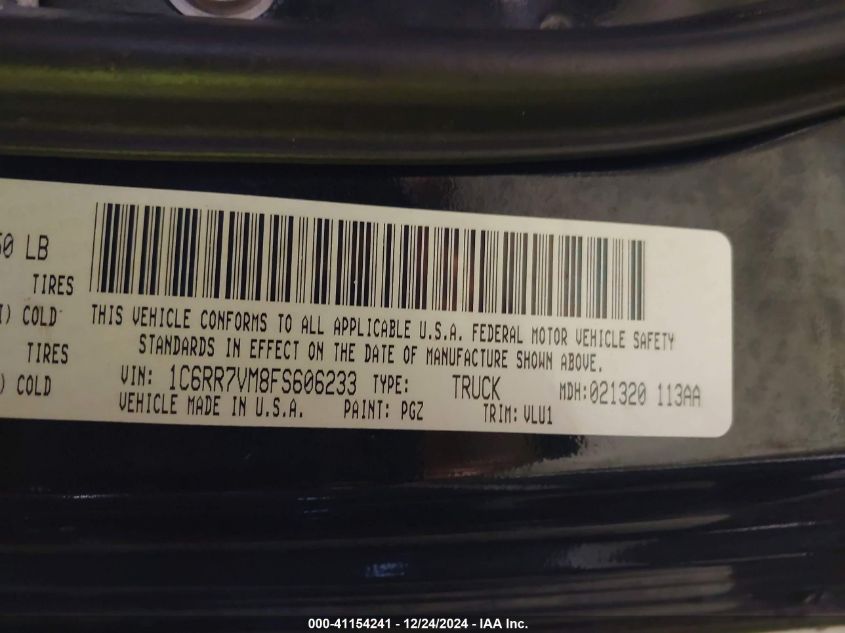 50 LB
TIRES
COLD
THIS VEHICLE CONFORMS TO ALL APPLICABLE U.S.A. FEDERAL MOTOR VEHICLE SAFETY
TIRES
STANDARDS IN EFFECT ON THE DATE OF MANUFACTURE SHOWN ABOVE.
) COLD
VIN: 1C6RR7VM8FS606233 TYPE: TRUCK MDH:021320 113AA
VEHICLE MADE IN U.S.A. PAINT: PGZ TRIM: VLU1
000-41154241 - 12/24/2024 - IAA Inc.